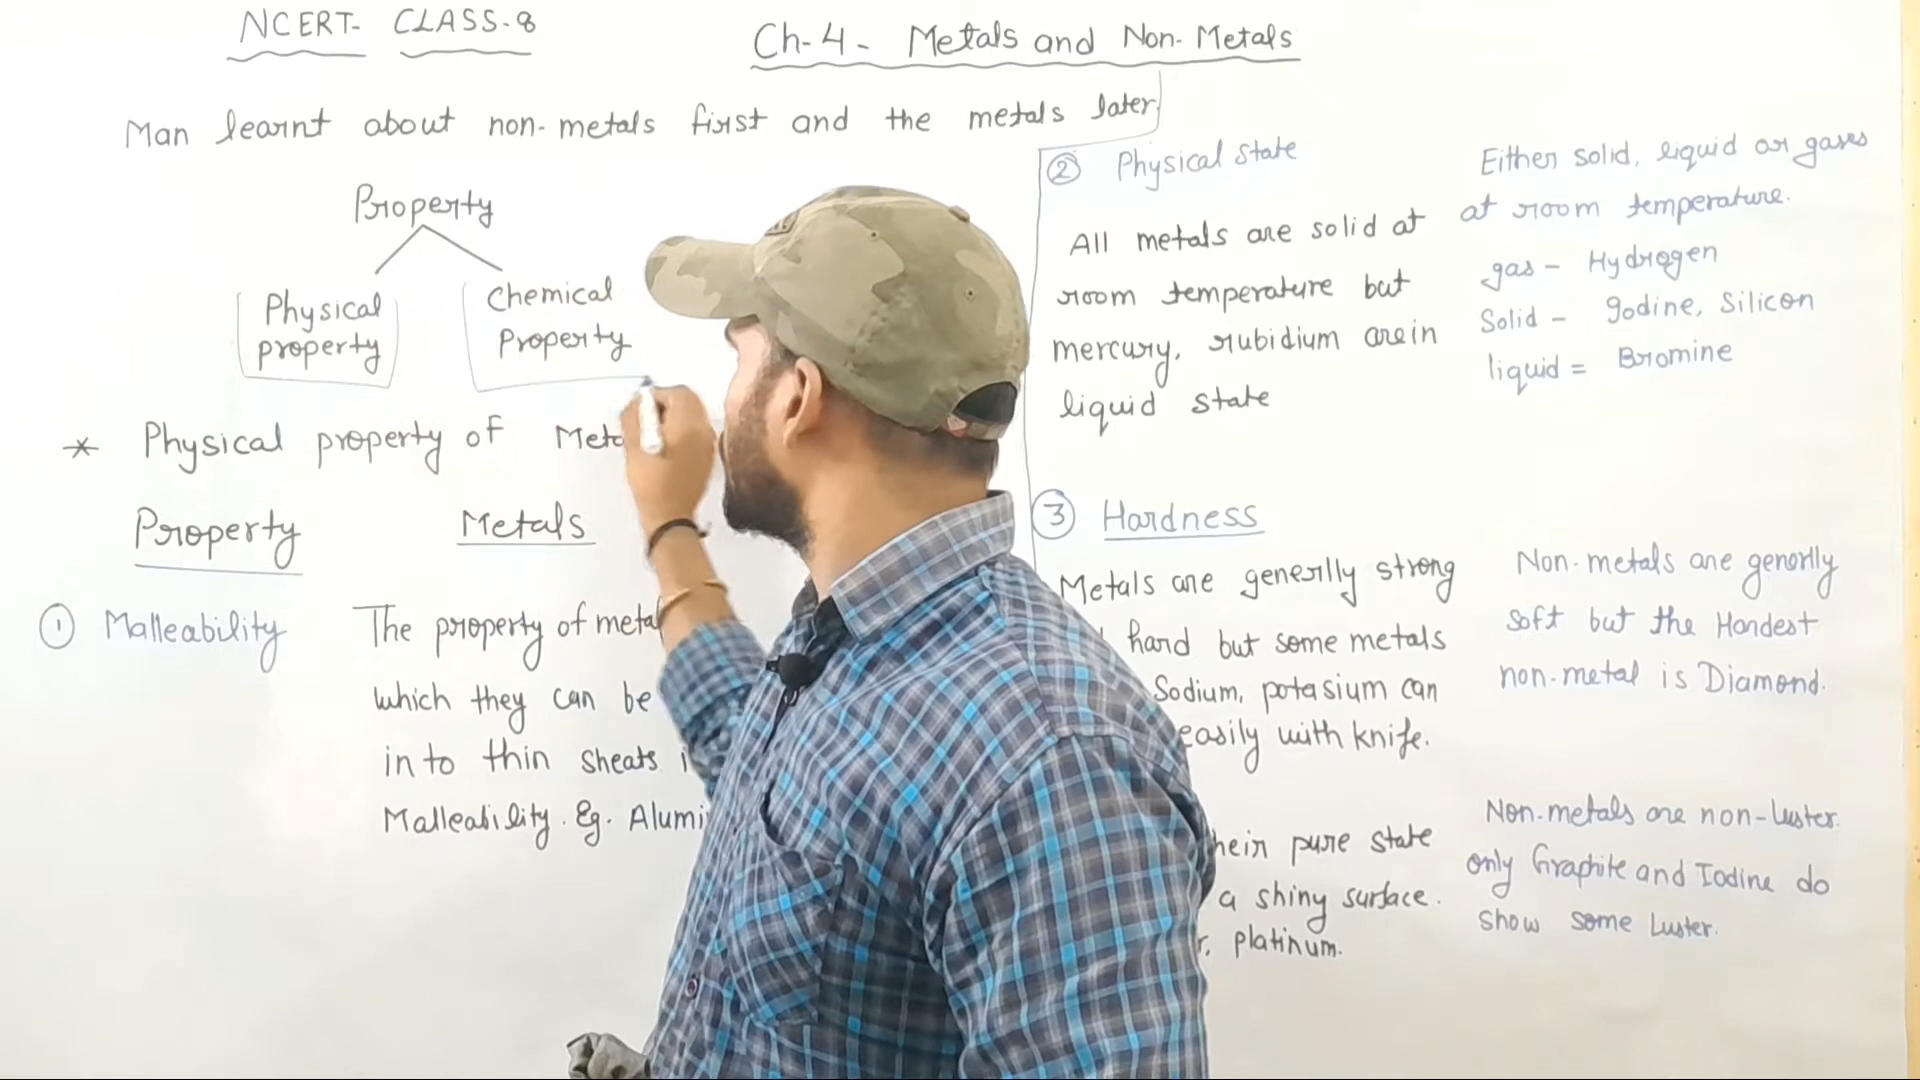 NCERT- CLASS-8
Ch-4- Metals and Non-Metals
Man learnt about non-metals first and the metals later
Property
Physical
property
Chemical
Property
* Physical property of
Property
Metals
① Malleability
The property of metal
which they can be
in to thin sheats
Malleability. Eg.
② Physical state
All metals are solid at
room temperature but
mercury, rubidium are in
liquid state
Either solid, liquid or gases
at room temperature.
gas - Hydrogen
Solid - Iodine, Silicon
liquid = Bromine
③ Hardness
Metals are generlly strong
hard but some metals
Sodium, potasium can
easily with knife.
Non-metals are genorlly
soft but the Hardest
non-metal is Diamond.
pure state
a shiny surface.
platinum.
Non-metals are non-Luster.
only Graphite and Iodine do
show some Luster.